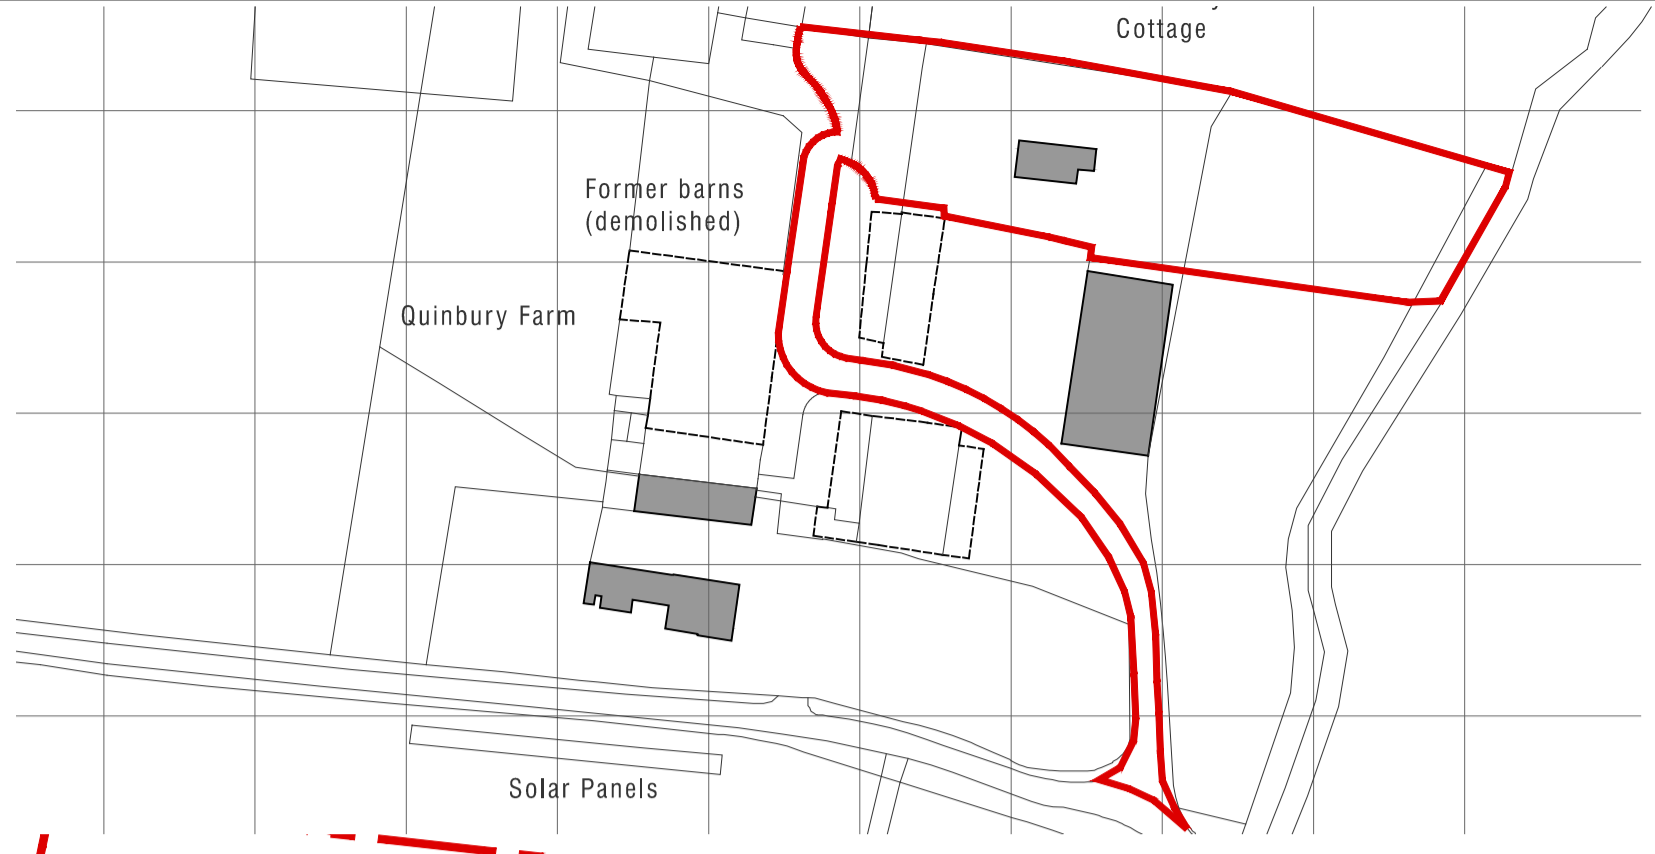 Cottage
Former barns
(demolished)
Quinbury Farm
Solar Panels